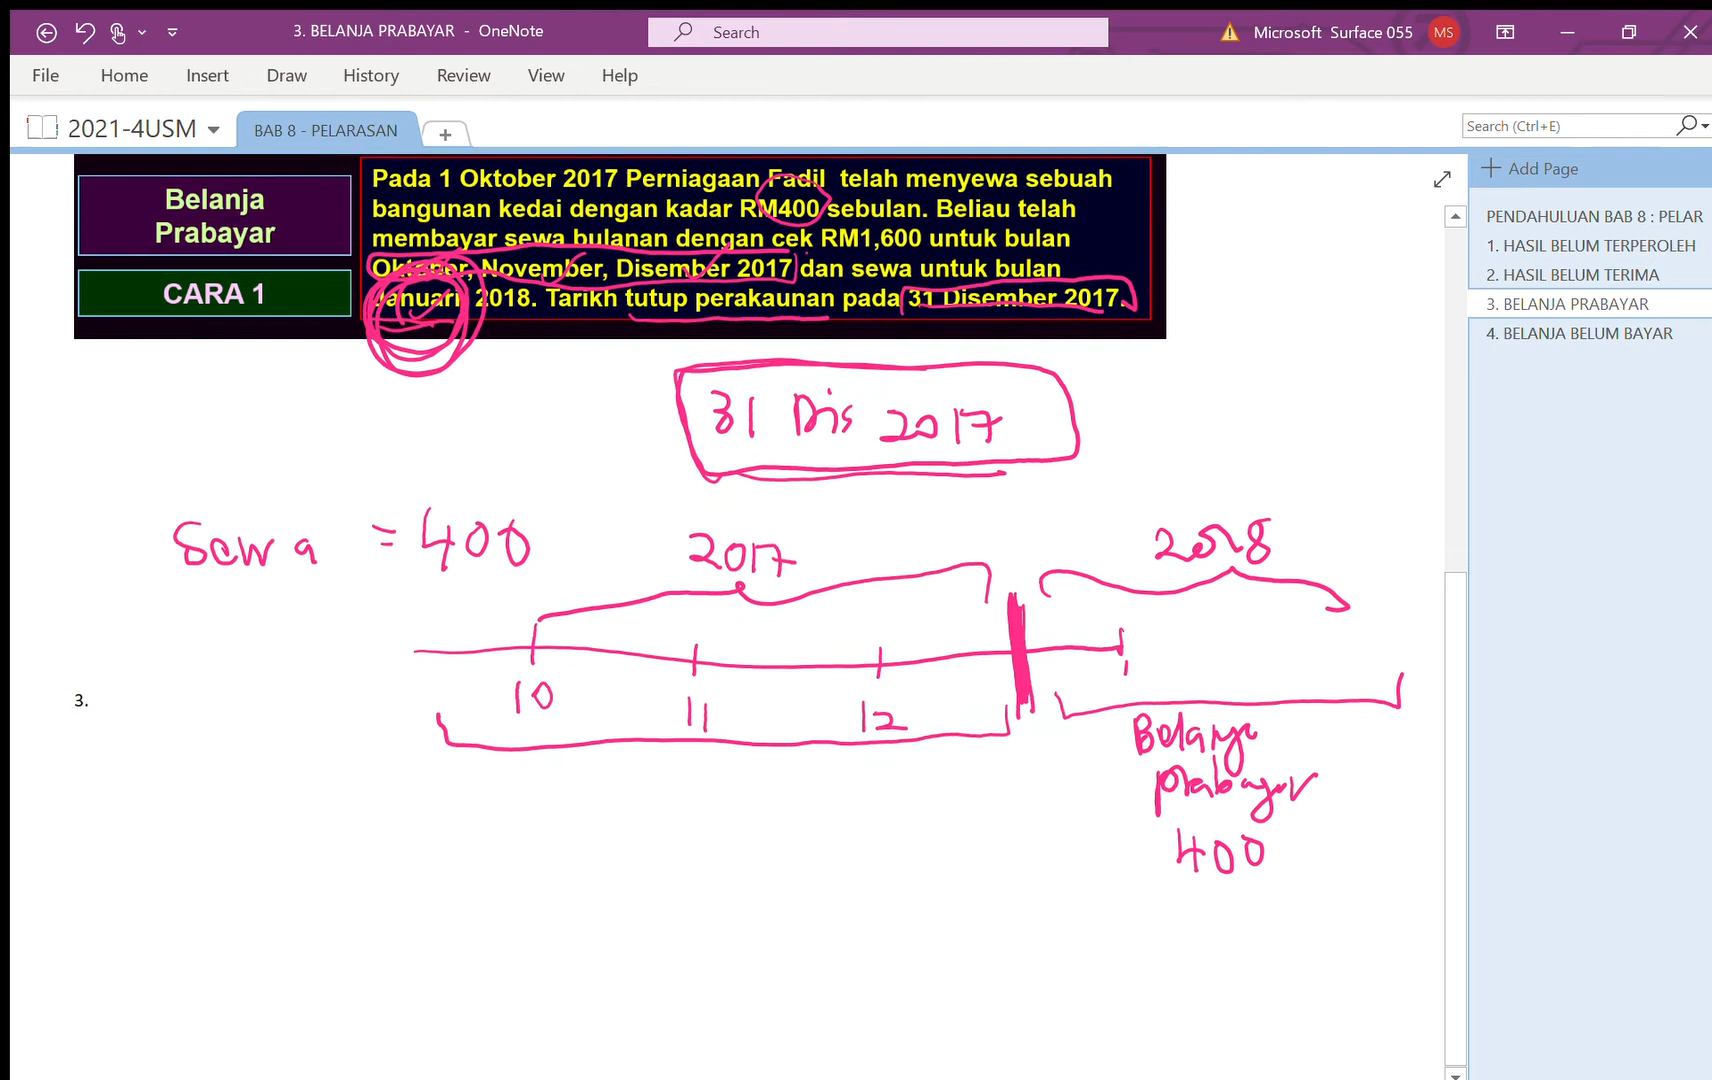 3. BELANJA PRABAYAR - OneNote
Search
Microsoft Surface 055
MS
File Home Insert Draw History Review View Help
2021-4USM
BAB 8 - PELARASAN
Search (Ctrl+E)
Add Page
PENDAHULUAN BAB 8 : PELAR
1. HASIL BELUM TERPEROLEH
2. HASIL BELUM TERIMA
3. BELANJA PRABAYAR
4. BELANJA BELUM BAYAR
Belanja
Prabayar
CARA 1
Pada 1 Oktober 2017 Perniagaan Fadil telah menyewa sebuah
bangunan kedai dengan kadar RM400 sebulan. Beliau telah
membayar sewa bulanan dengan cek RM1,600 untuk bulan
Oktober, November, Disember 2017 dan sewa untuk bulan
Januari 2018. Tarikh tutup perakaunan pada 31 Disember 2017.
31 Dis 2017
Sewa = 400
2017
2018
10 11 12
3.
Belanja
prabayar
400